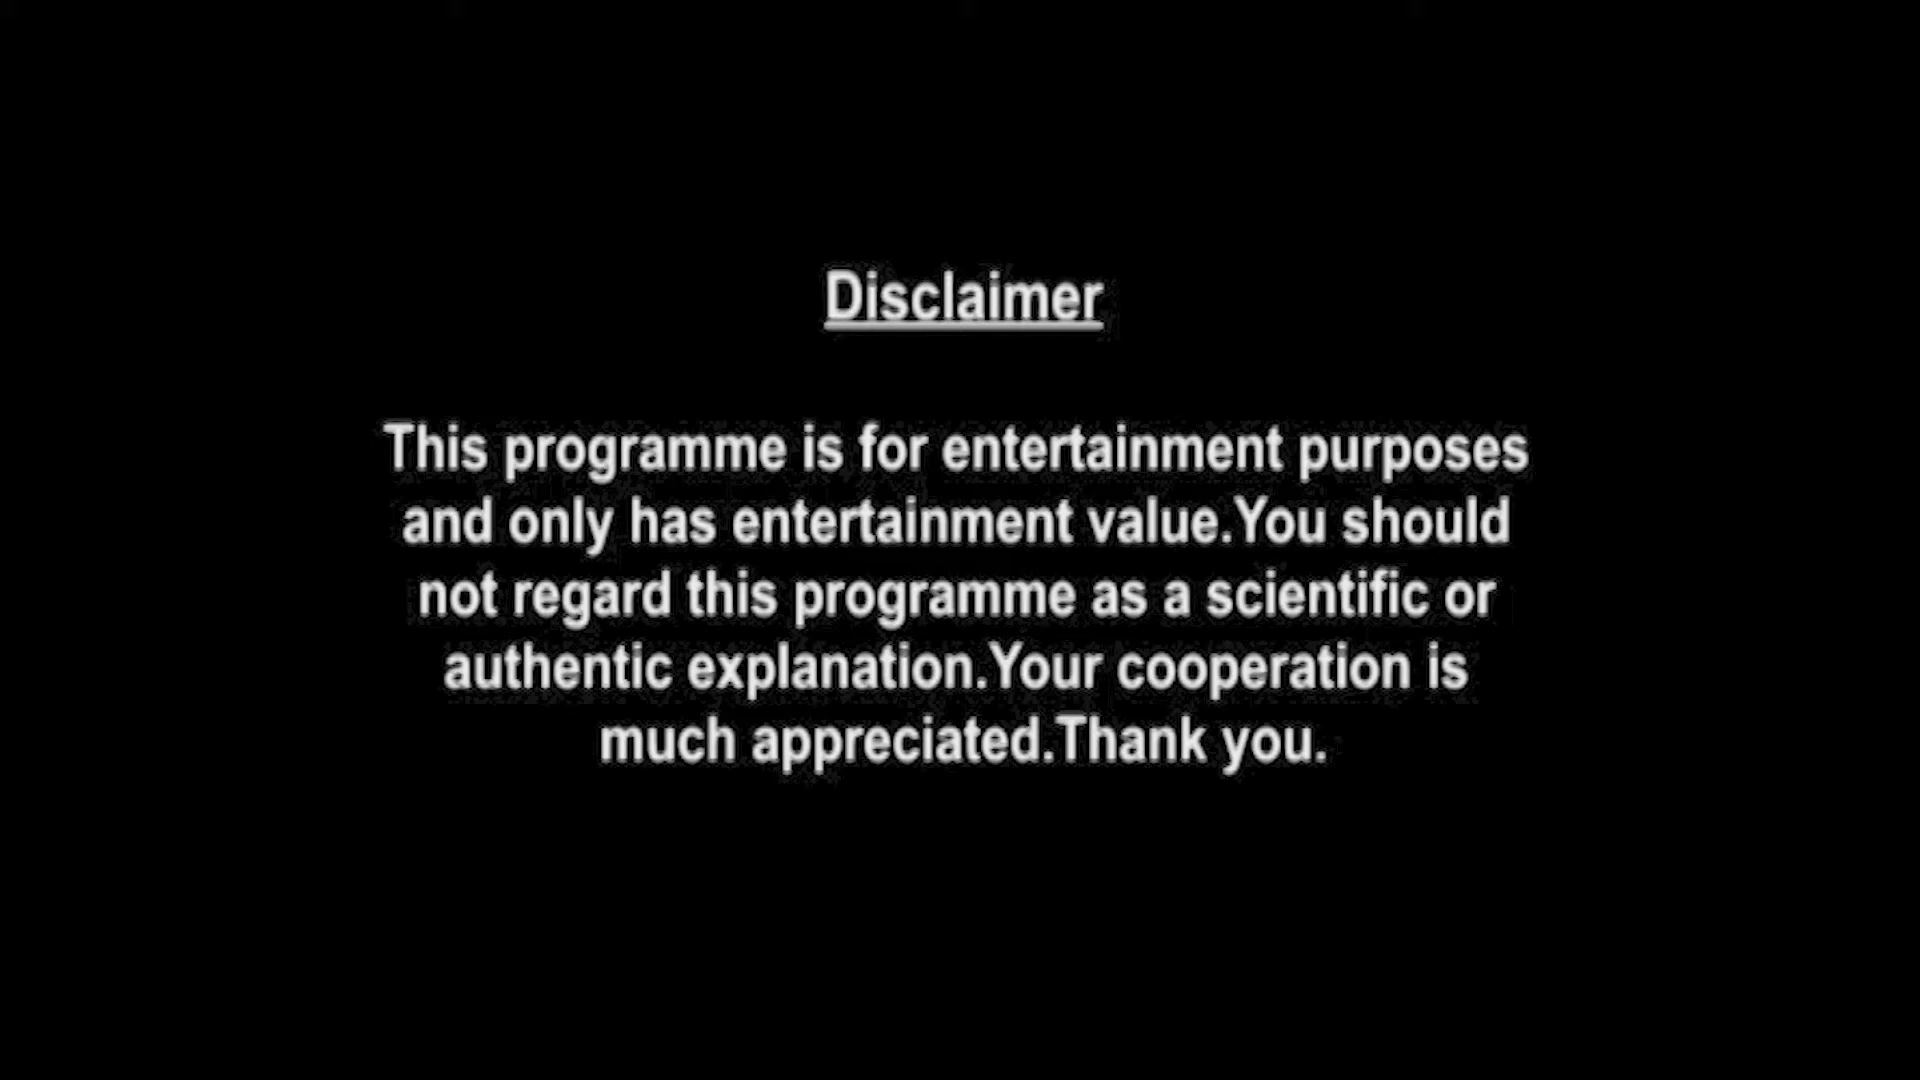 Disclaimer
This programme is for entertainment purposes
and only has entertainment value.You should
not regard this programme as a scientific or
authentic explanation.Your cooperation is
much appreciated.Thank you.